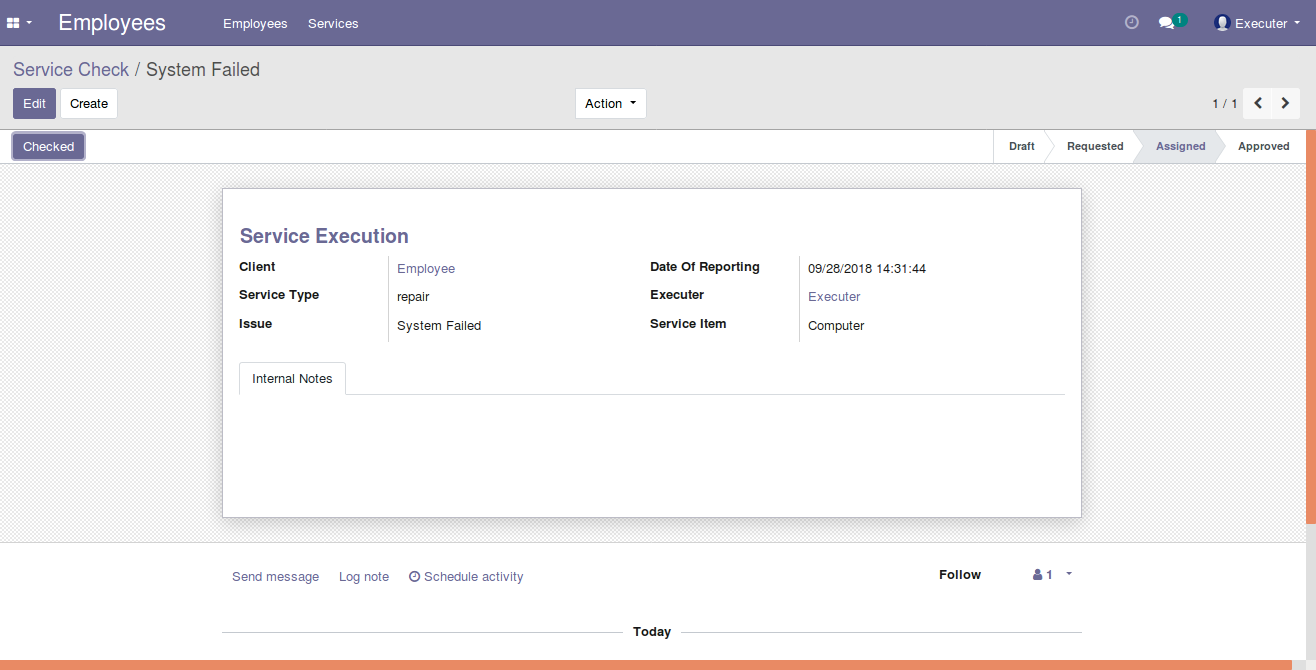 Employees Employees Services 1 Executer
Service Check / System Failed
Edit Create Action 1 / 1
Checked Draft Requested Assigned Approved
Service Execution
Client Employee Date Of Reporting 09/28/2018 14:31:44
Service Type repair Executer Executer
Issue System Failed Service Item Computer
Internal Notes
Send message Log note Schedule activity Follow 1
Today